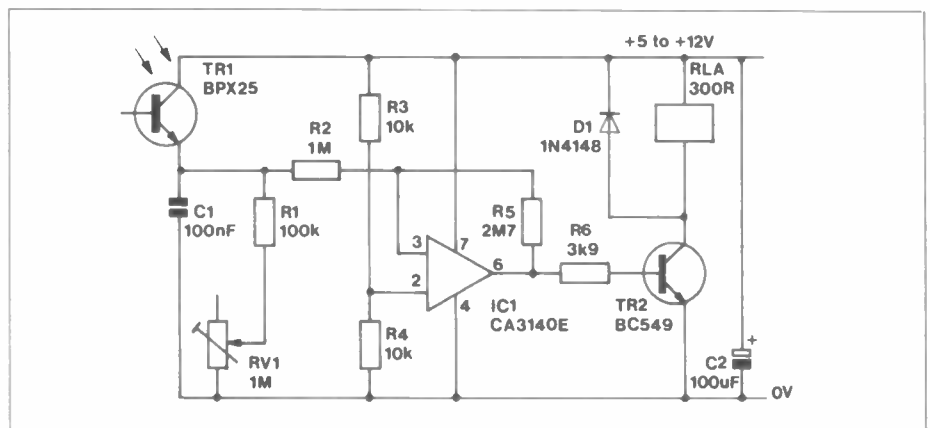 +5 to +12V
TR1
BPX25
RLA
300R
R3
10k
R2
1M
D1
1N4148
C1
100nF
R1
100k
R5
2M7
R6
3k9
3
7
6
2
4
IC1
CA3140E
TR2
BC549
R4
10k
RV1
1M
+
C2
100uF
0V